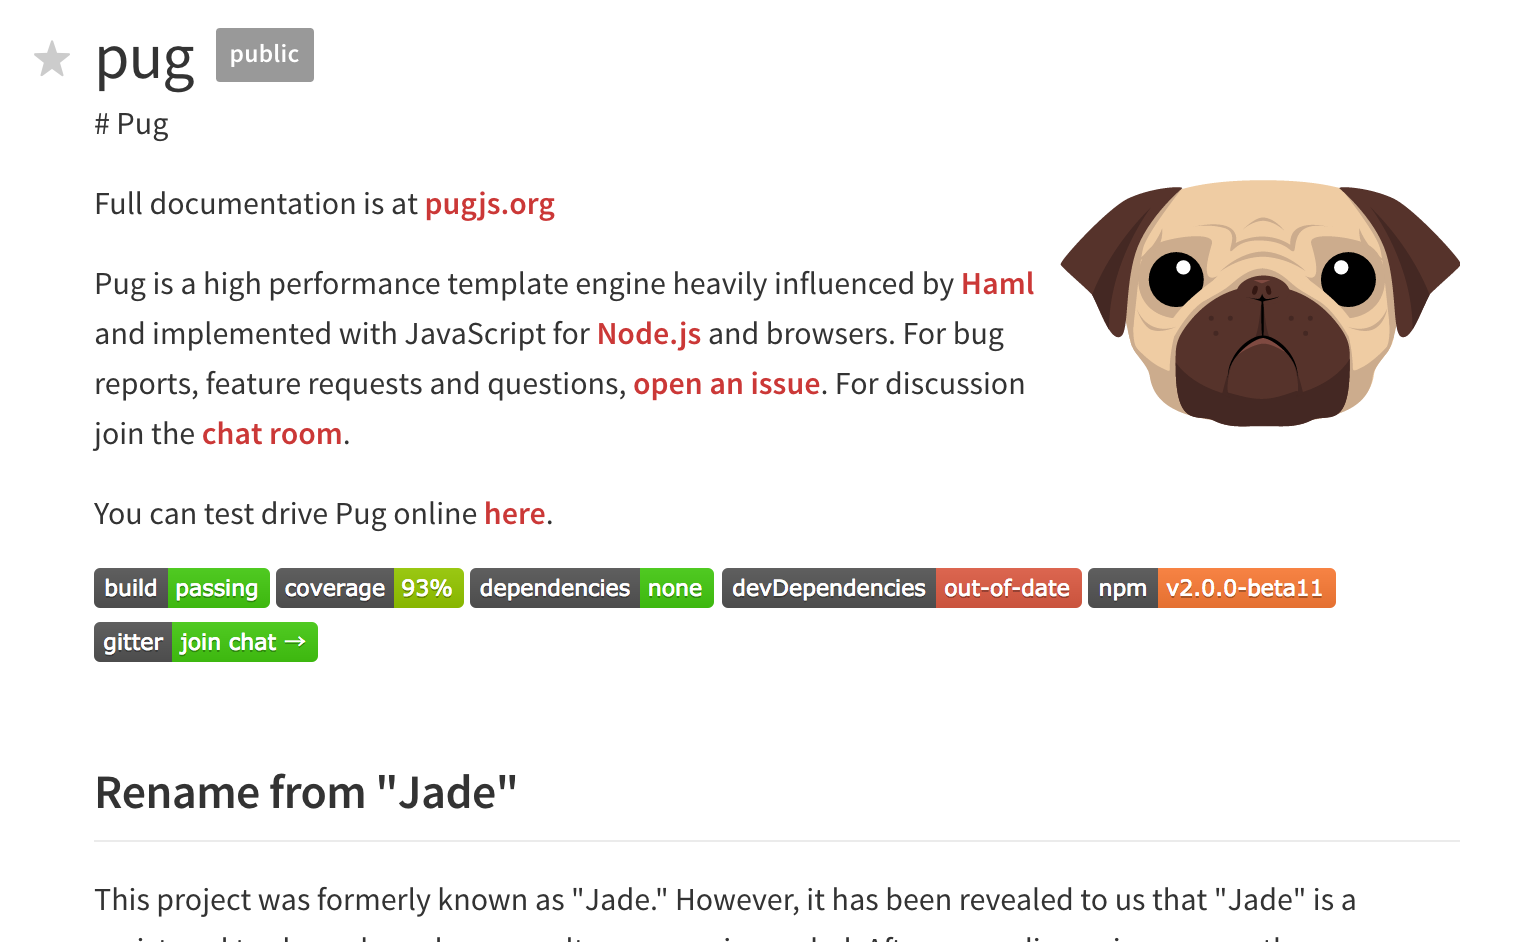 pug public
# Pug
Full documentation is at pugjs.org
Pug is a high performance template engine heavily influenced by Haml
and implemented with JavaScript for Node.js and browsers. For bug
reports, feature requests and questions, open an issue. For discussion
join the chat room.
You can test drive Pug online here.
build passing coverage 93% dependencies none devDependencies out-of-date npm v2.0.0-beta11
gitter join chat →
Rename from "Jade"
This project was formerly known as "Jade." However, it has been revealed to us that "Jade" is a